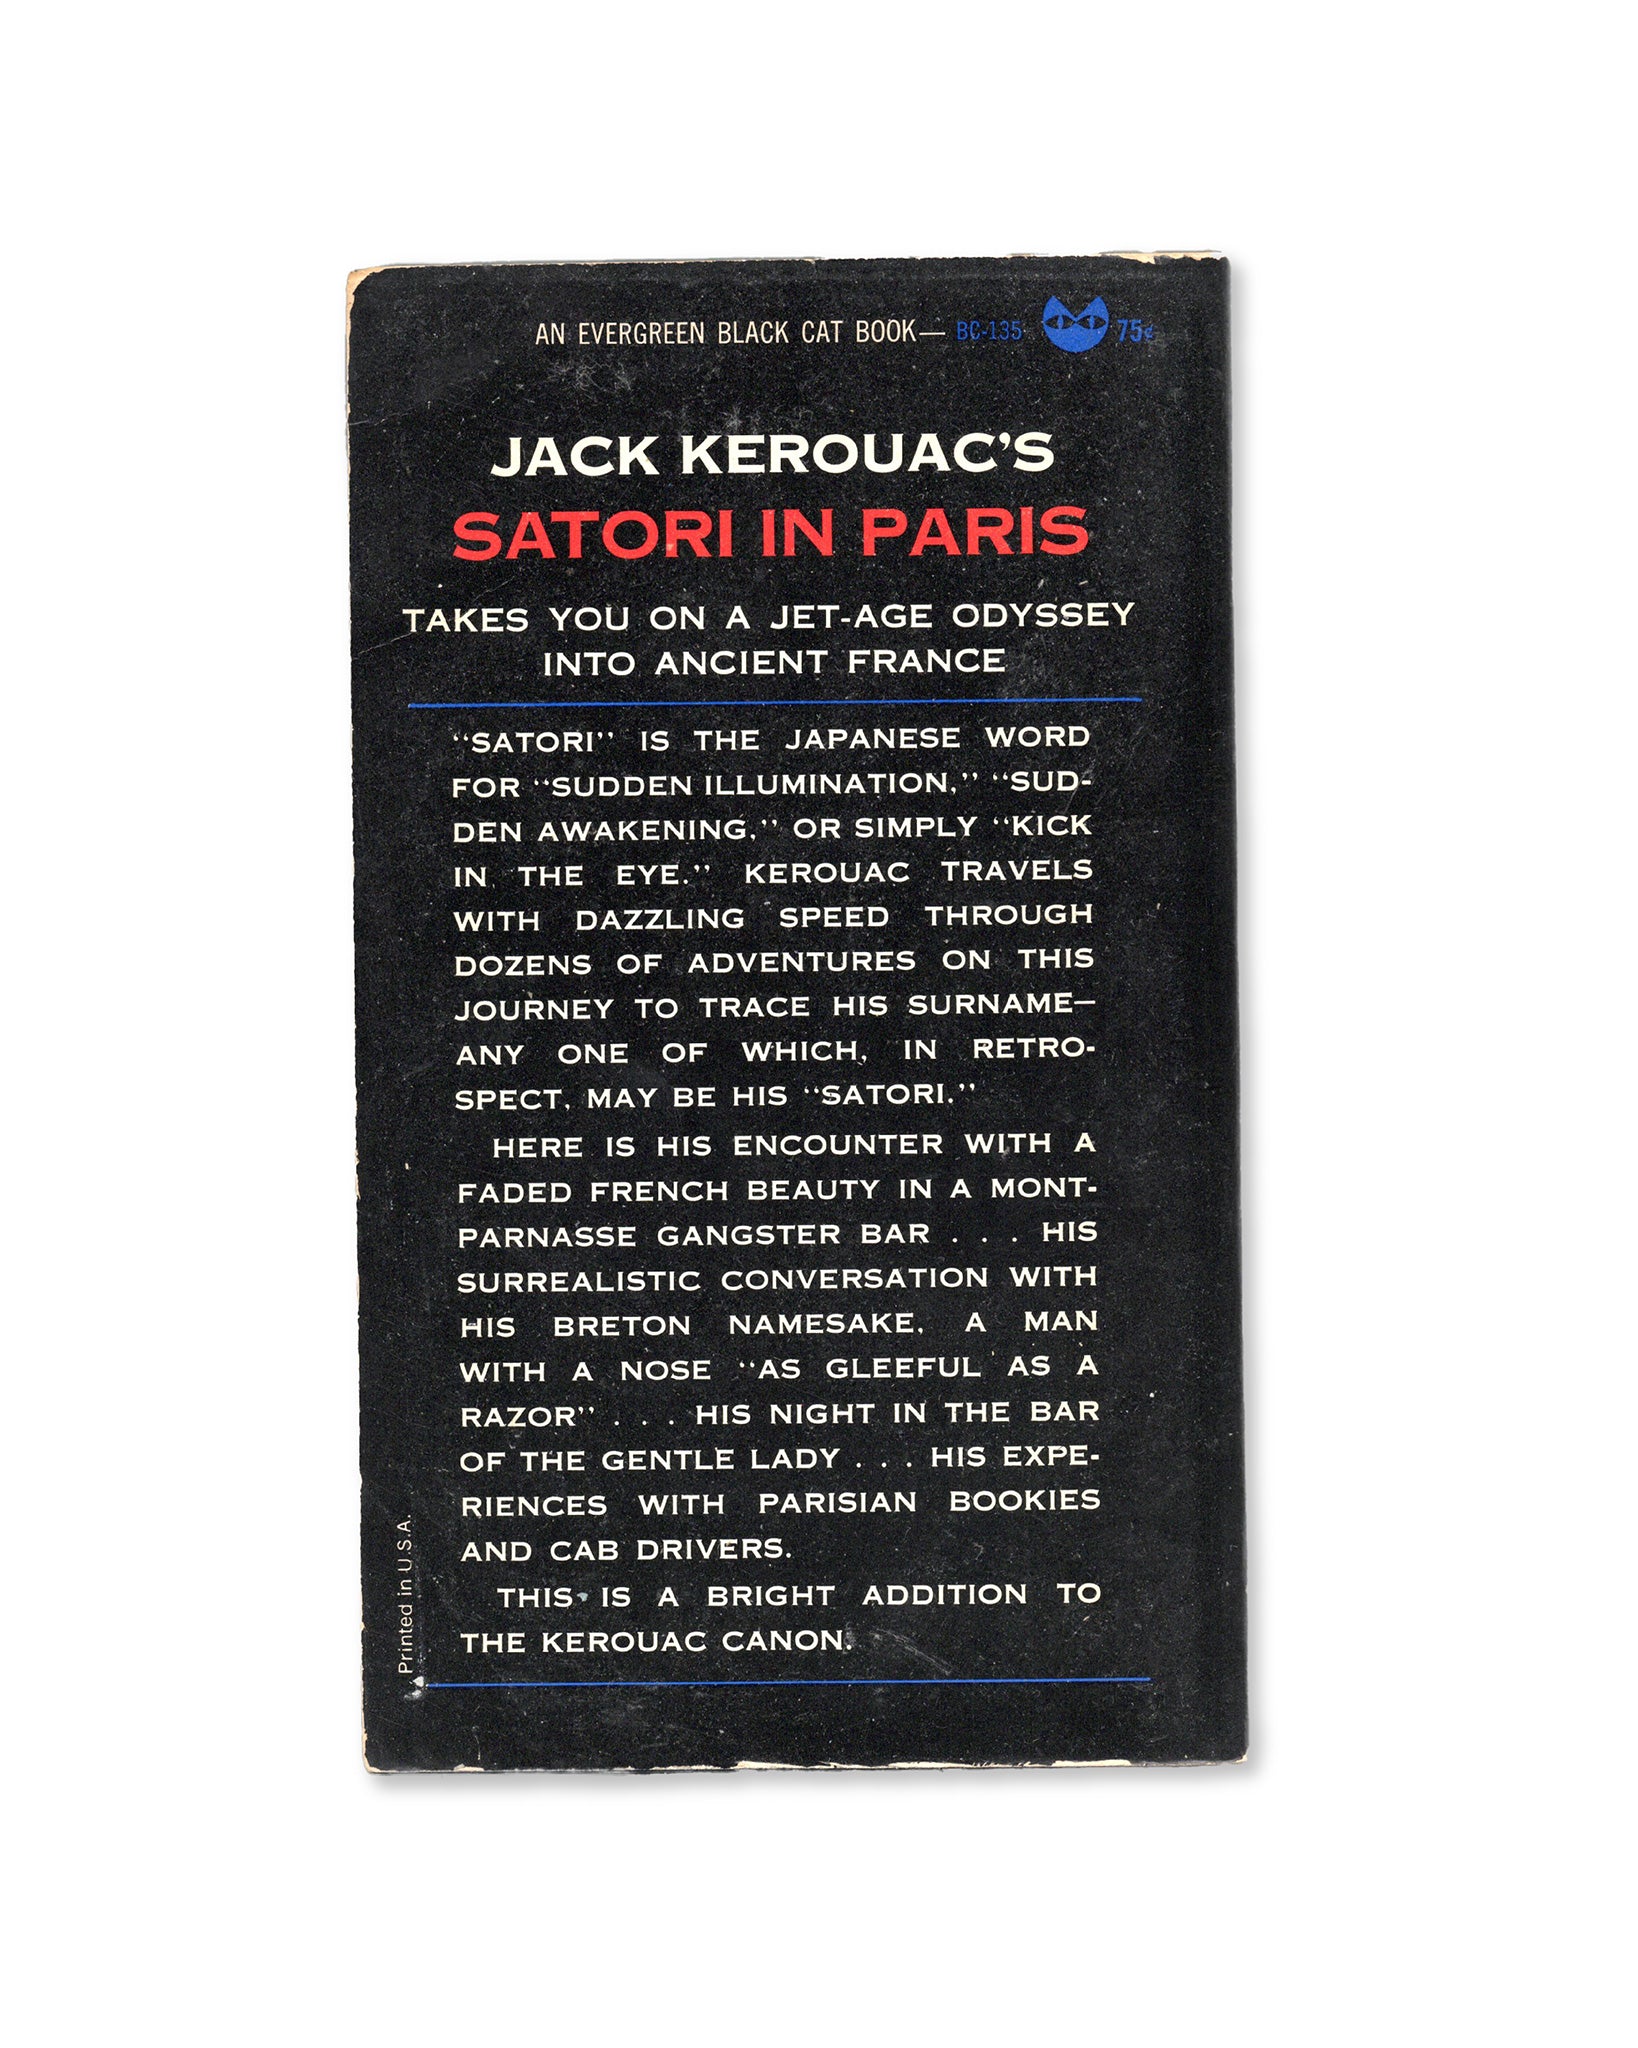 AN EVERGREEN BLACK CAT BOOK— BC-135 75¢
JACK KEROUAC'S
SATORI IN PARIS
TAKES YOU ON A JET-AGE ODYSSEY
INTO ANCIENT FRANCE
"SATORI" IS THE JAPANESE WORD
FOR "SUDDEN ILLUMINATION," "SUD-
DEN AWAKENING," OR SIMPLY "KICK
IN THE EYE." KEROUAC TRAVELS
WITH DAZZLING SPEED THROUGH
DOZENS OF ADVENTURES ON THIS
JOURNEY TO TRACE HIS SURNAME—
ANY ONE OF WHICH, IN RETRO-
SPECT, MAY BE HIS "SATORI."
HERE IS HIS ENCOUNTER WITH A
FADED FRENCH BEAUTY IN A MONT-
PARNASSE GANGSTER BAR . . . HIS
SURREALISTIC CONVERSATION WITH
HIS BRETON NAMESAKE, A MAN
WITH A NOSE "AS GLEEFUL AS A
RAZOR" . . . HIS NIGHT IN THE BAR
OF THE GENTLE LADY . . . HIS EXPE-
RIENCES WITH PARISIAN BOOKIES
AND CAB DRIVERS.
THIS IS A BRIGHT ADDITION TO
THE KEROUAC CANON.
Printed in U.S.A.